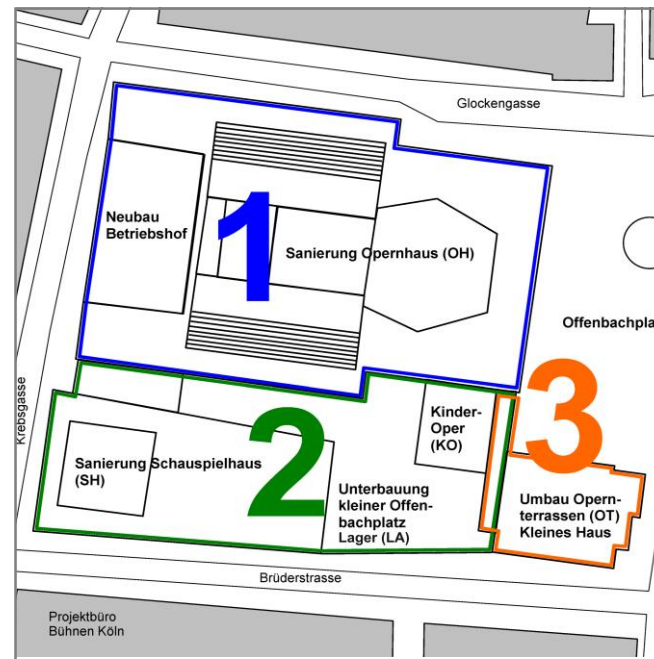 Glockengasse
Neubau
Betriebshof
1
Sanierung Opernhaus (OH)
Offenbachpla
Krebsgasse
2
Kinder-
Oper
(KO)
3
Sanierung Schauspielhaus
(SH)
Unterbauung
kleiner Offen-
bachplatz
Lager (LA)
Umbau Opern-
terrassen (OT)
Kleines Haus
Brüderstrasse
Projektbüro
Bühnen Köln